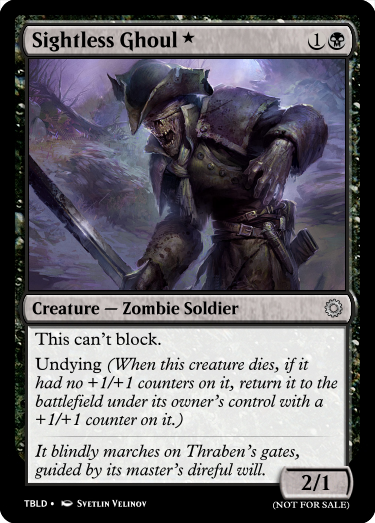 Sightless Ghoul ★ 1
Creature — Zombie Soldier
This can't block.
Undying (When this creature dies, if it
had no +1/+1 counters on it, return it to the
battlefield under its owner's control with a
+1/+1 counter on it.)
It blindly marches on Thraben's gates,
guided by its master's direful will.
2/1
TBLD • Svetlin Velinov
(NOT FOR SALE)